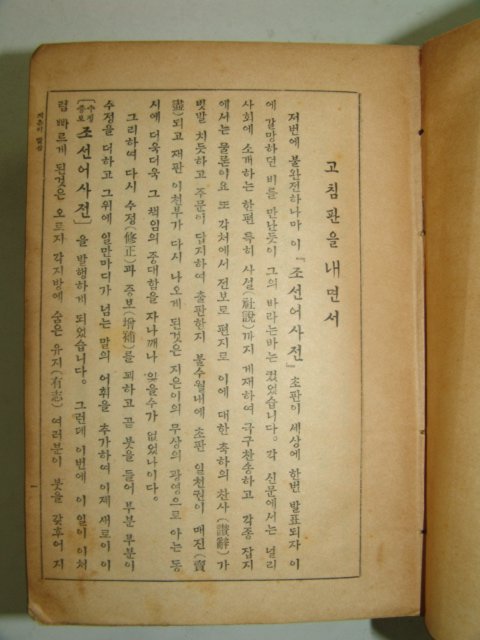 고침판을 내면서
저번에 불완전하나마 이 『조선어사전』 초판이 세상에 한번 발표되자 이
에 갈망하던 비를 만난듯이 그의 바라는바는 컸었습니다. 각 신문에서는 널리
사회에 소개하는 한편 특히 사설(社說)까지 게재하여 극구찬송하고 각종 잡지
에서는 물론이요 또 각처에서 전보로 편지로 이에 대한 축하의 찬사(讚辭)가
빗발 치듯하고 주문이 답지하여 출판한지 불수월내에 초판 일천권이 매진(賣
盡)되고 재판 이천부가 다시 나오게 된것은 지은이의 무상의 광영으로 아는 동
시에 더욱더욱 그 책임의 중대함을 자나깨나 잊을수가 없었나이다.
그리하여 다시 수정(修正)과 증보(增補)를 꾀하고 곧 붓을 들어 부분 부분이
수정을 더하고 그위에 일만마디가 넘는 말의 어휘를 추가하여 이제 새로이 이
〔수정증보 조선어사전〕을 발행하게 되었습니다. 그런데 이번에 이 일이 이처
럼 빠르게 된것은 오로지 각지방에 숨은 유지(有志) 여러분이 붓을 갖추어 지
一